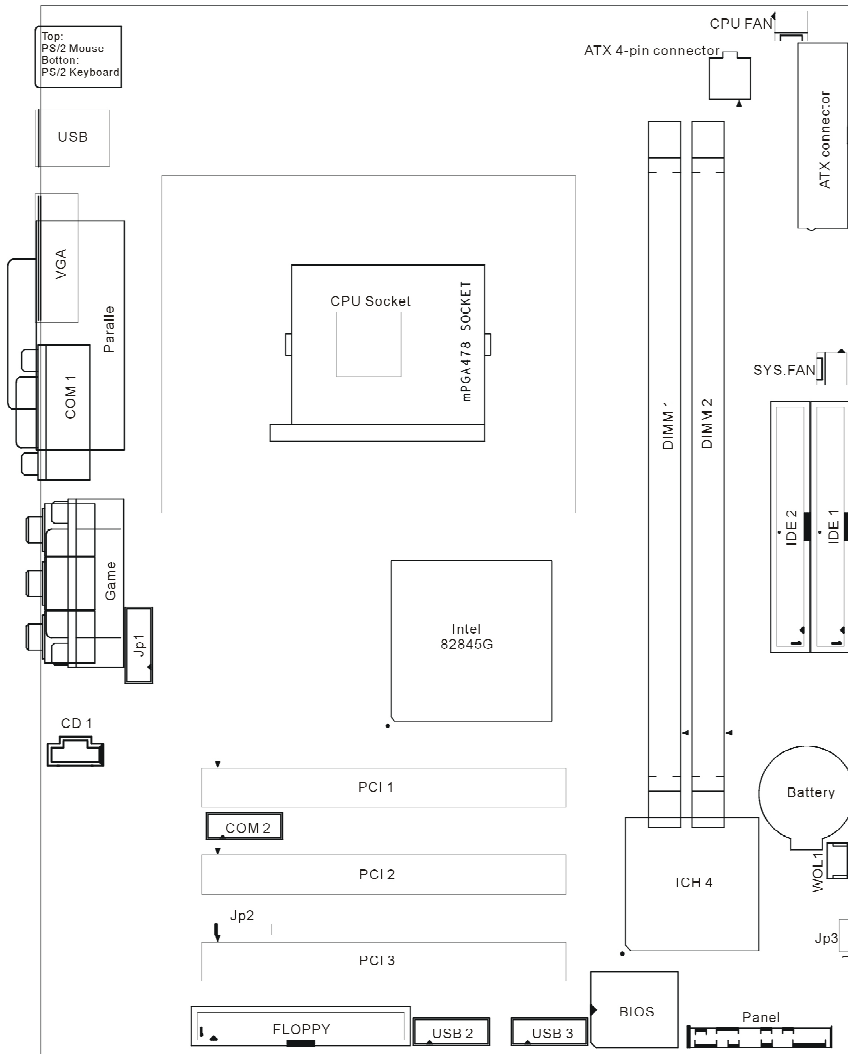 CPU FAN
Top:
PS/2 Mouse
Botton:
PS/2 Keyboard
ATX 4-pin connector
USB
ATX connector
VGA
Paralle
CPU Socket
mPGA478 SOCKET
COM 1
SYS.FAN
DIMM 1
DIMM 2
IDE 2
IDE 1
Game
Jp1
Intel
82845G
CD 1
PCI 1
Battery
COM 2
PCI 2
ICH 4
WOL1
Jp2
Jp3
PCI 3
BIOS
Panel
FLOPPY
USB 2
USB 3